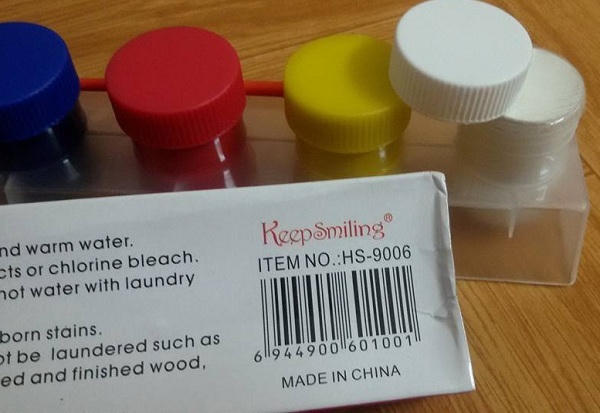 nd warm water.
cts or chlorine bleach.
hot water with laundry
born stains.
ot be laundered such as
ed and finished wood,
KeepSmiling®
ITEM NO.:HS-9006
6 944900 601001
MADE IN CHINA